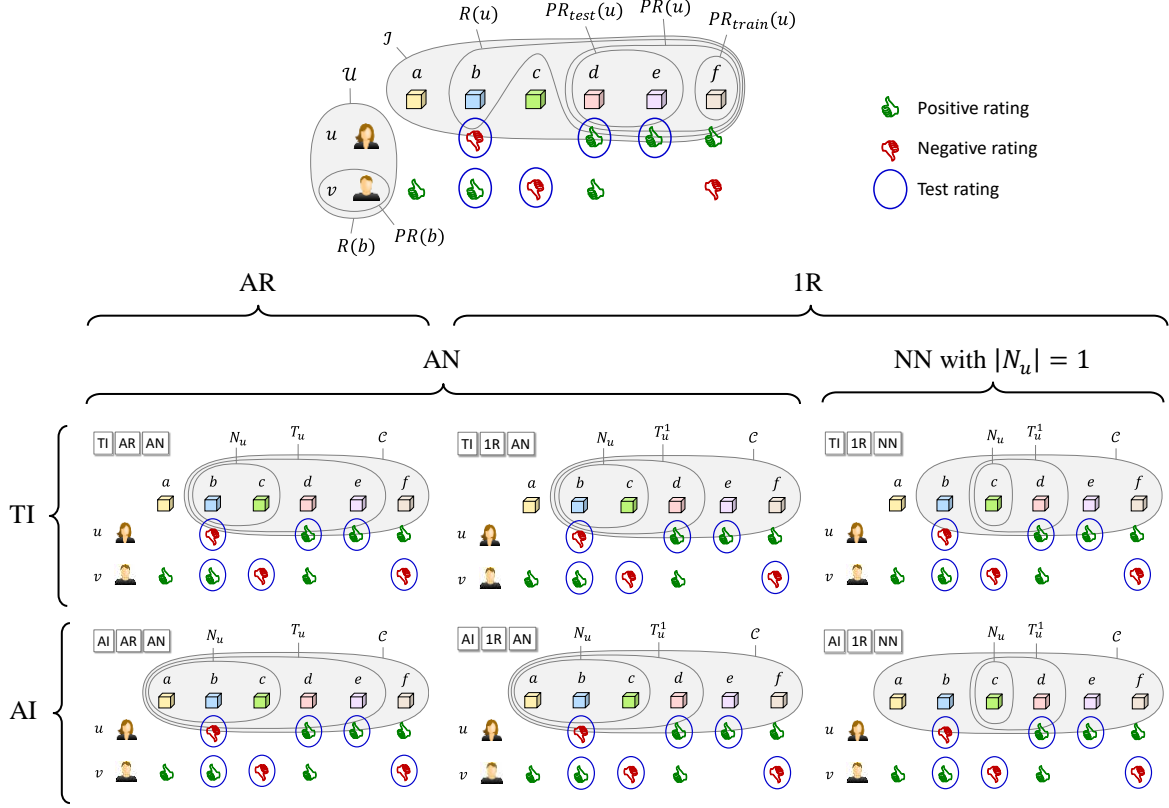 R(u) PR_test(u) PR(u) PR_train(u)
ℐ
a b c d e f
𝒰
u
v
R(b) PR(b)
Positive rating
Negative rating
Test rating
AR 1R
AN NN with |N_u| = 1
TI
TI AR AN N_u T_u 𝒞
a b c d e f
u
v
TI 1R AN N_u T_u^1 𝒞
a b c d e f
u
v
TI 1R NN N_u T_u^1 𝒞
a b c d e f
u
v
AI
AI AR AN N_u T_u 𝒞
a b c d e f
u
v
AI 1R AN N_u T_u^1 𝒞
a b c d e f
u
v
AI 1R NN N_u T_u^1 𝒞
a b c d e f
u
v